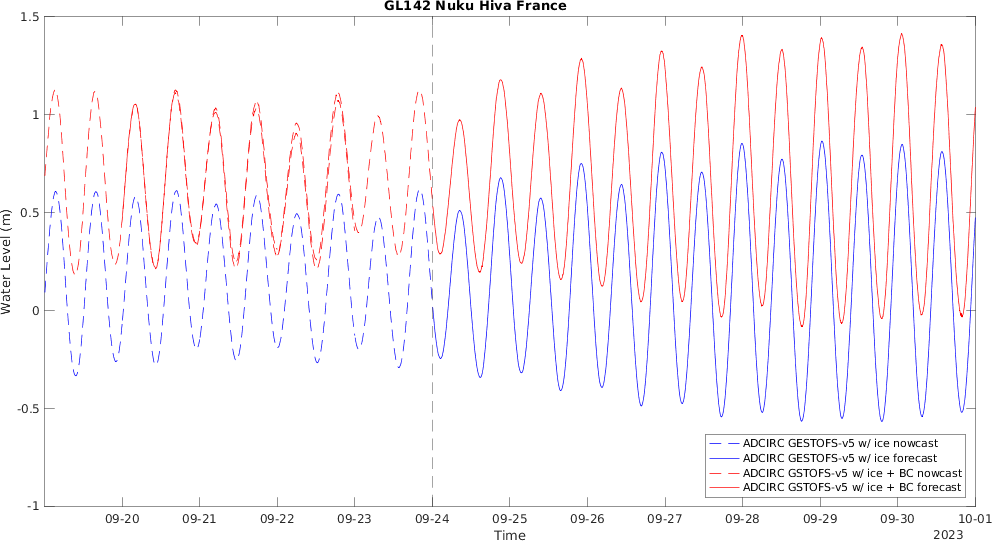 GL142 Nuku Hiva France
1.5
1
0.5
0
-0.5
-1
Water Level (m)
ADCIRC GESTOFS-v5 w/ ice nowcast
ADCIRC GESTOFS-v5 w/ ice forecast
ADCIRC GSTOFS-v5 w/ ice + BC nowcast
ADCIRC GSTOFS-v5 w/ ice + BC forecast
09-20 09-21 09-22 09-23 09-24 09-25 09-26 09-27 09-28 09-29 09-30 10-01
Time
2023